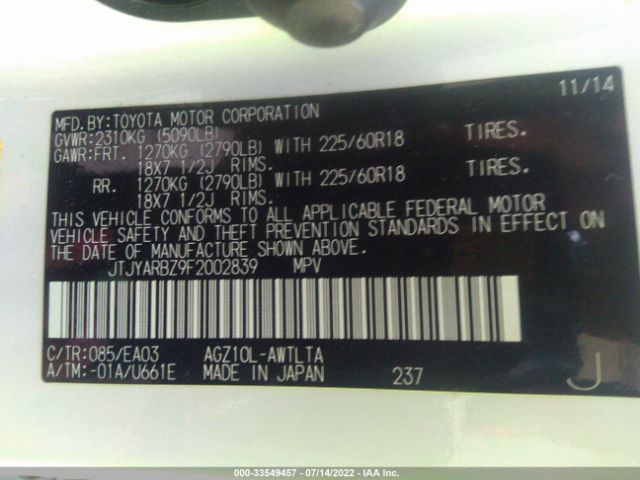 11/14
MFD.BY:TOYOTA MOTOR CORPORATION
GVWR:2310KG (5090LB)
GAWR:FRT. 1270KG (2790LB) WITH 225/60R18 TIRES.
18X7 1/2J RIMS.
RR. 1270KG (2790LB) WITH 225/60R18 TIRES.
18X7 1/2J RIMS.
THIS VEHICLE CONFORMS TO ALL APPLICABLE FEDERAL MOTOR
VEHICLE SAFETY AND THEFT PREVENTION STANDARDS IN EFFECT ON
THE DATE OF MANUFACTURE SHOWN ABOVE.
JTJYARBZ9F2002839 MPV
C/TR:085/EA03 AGZ10L-AWTLTA
A/TM:-01A/U661E MADE IN JAPAN 237 J
000-33549457 - 07/14/2022 - IAA Inc.